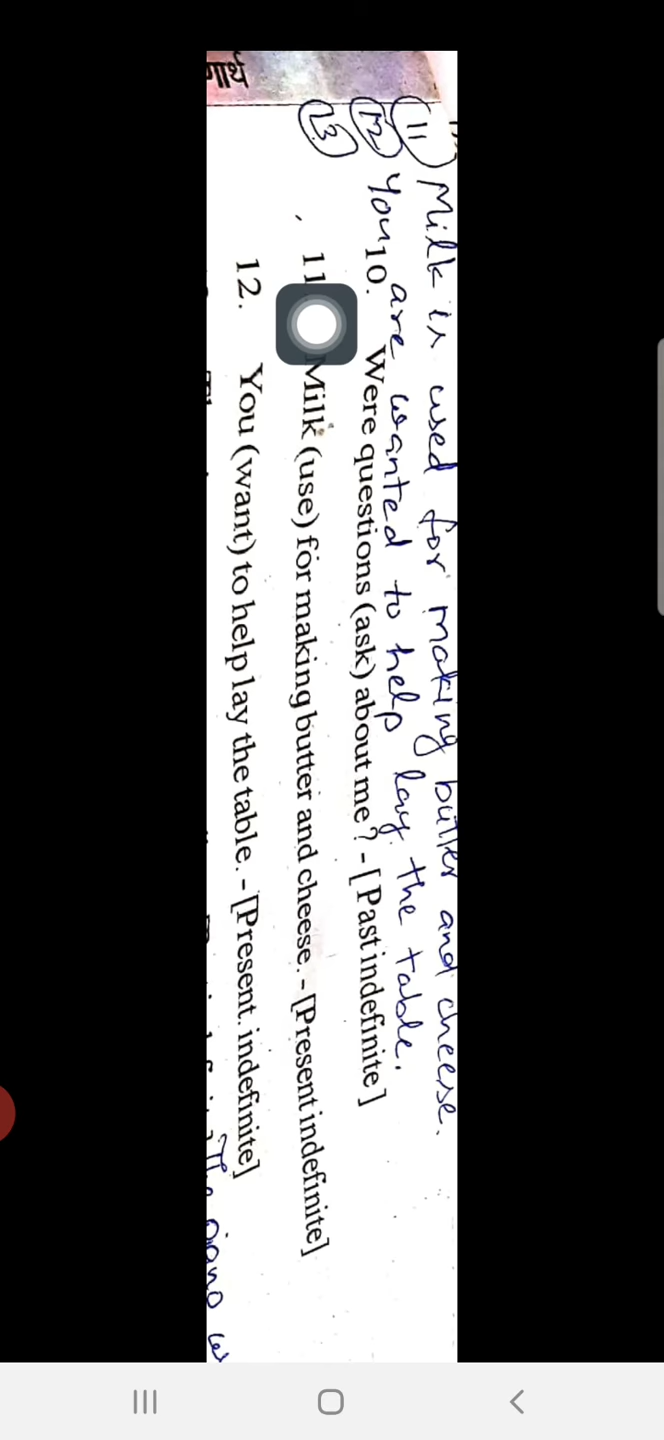 गार्थ
11 Milk is used for making butter and cheese.
12 You are wanted to help lay the table.
13
10. Were questions (ask) about me? - [ Past indefinite ]
11 Milk (use) for making butter and cheese. - [Present indefinite]
12. You (want) to help lay the table. - [Present. indefinite]
The piano